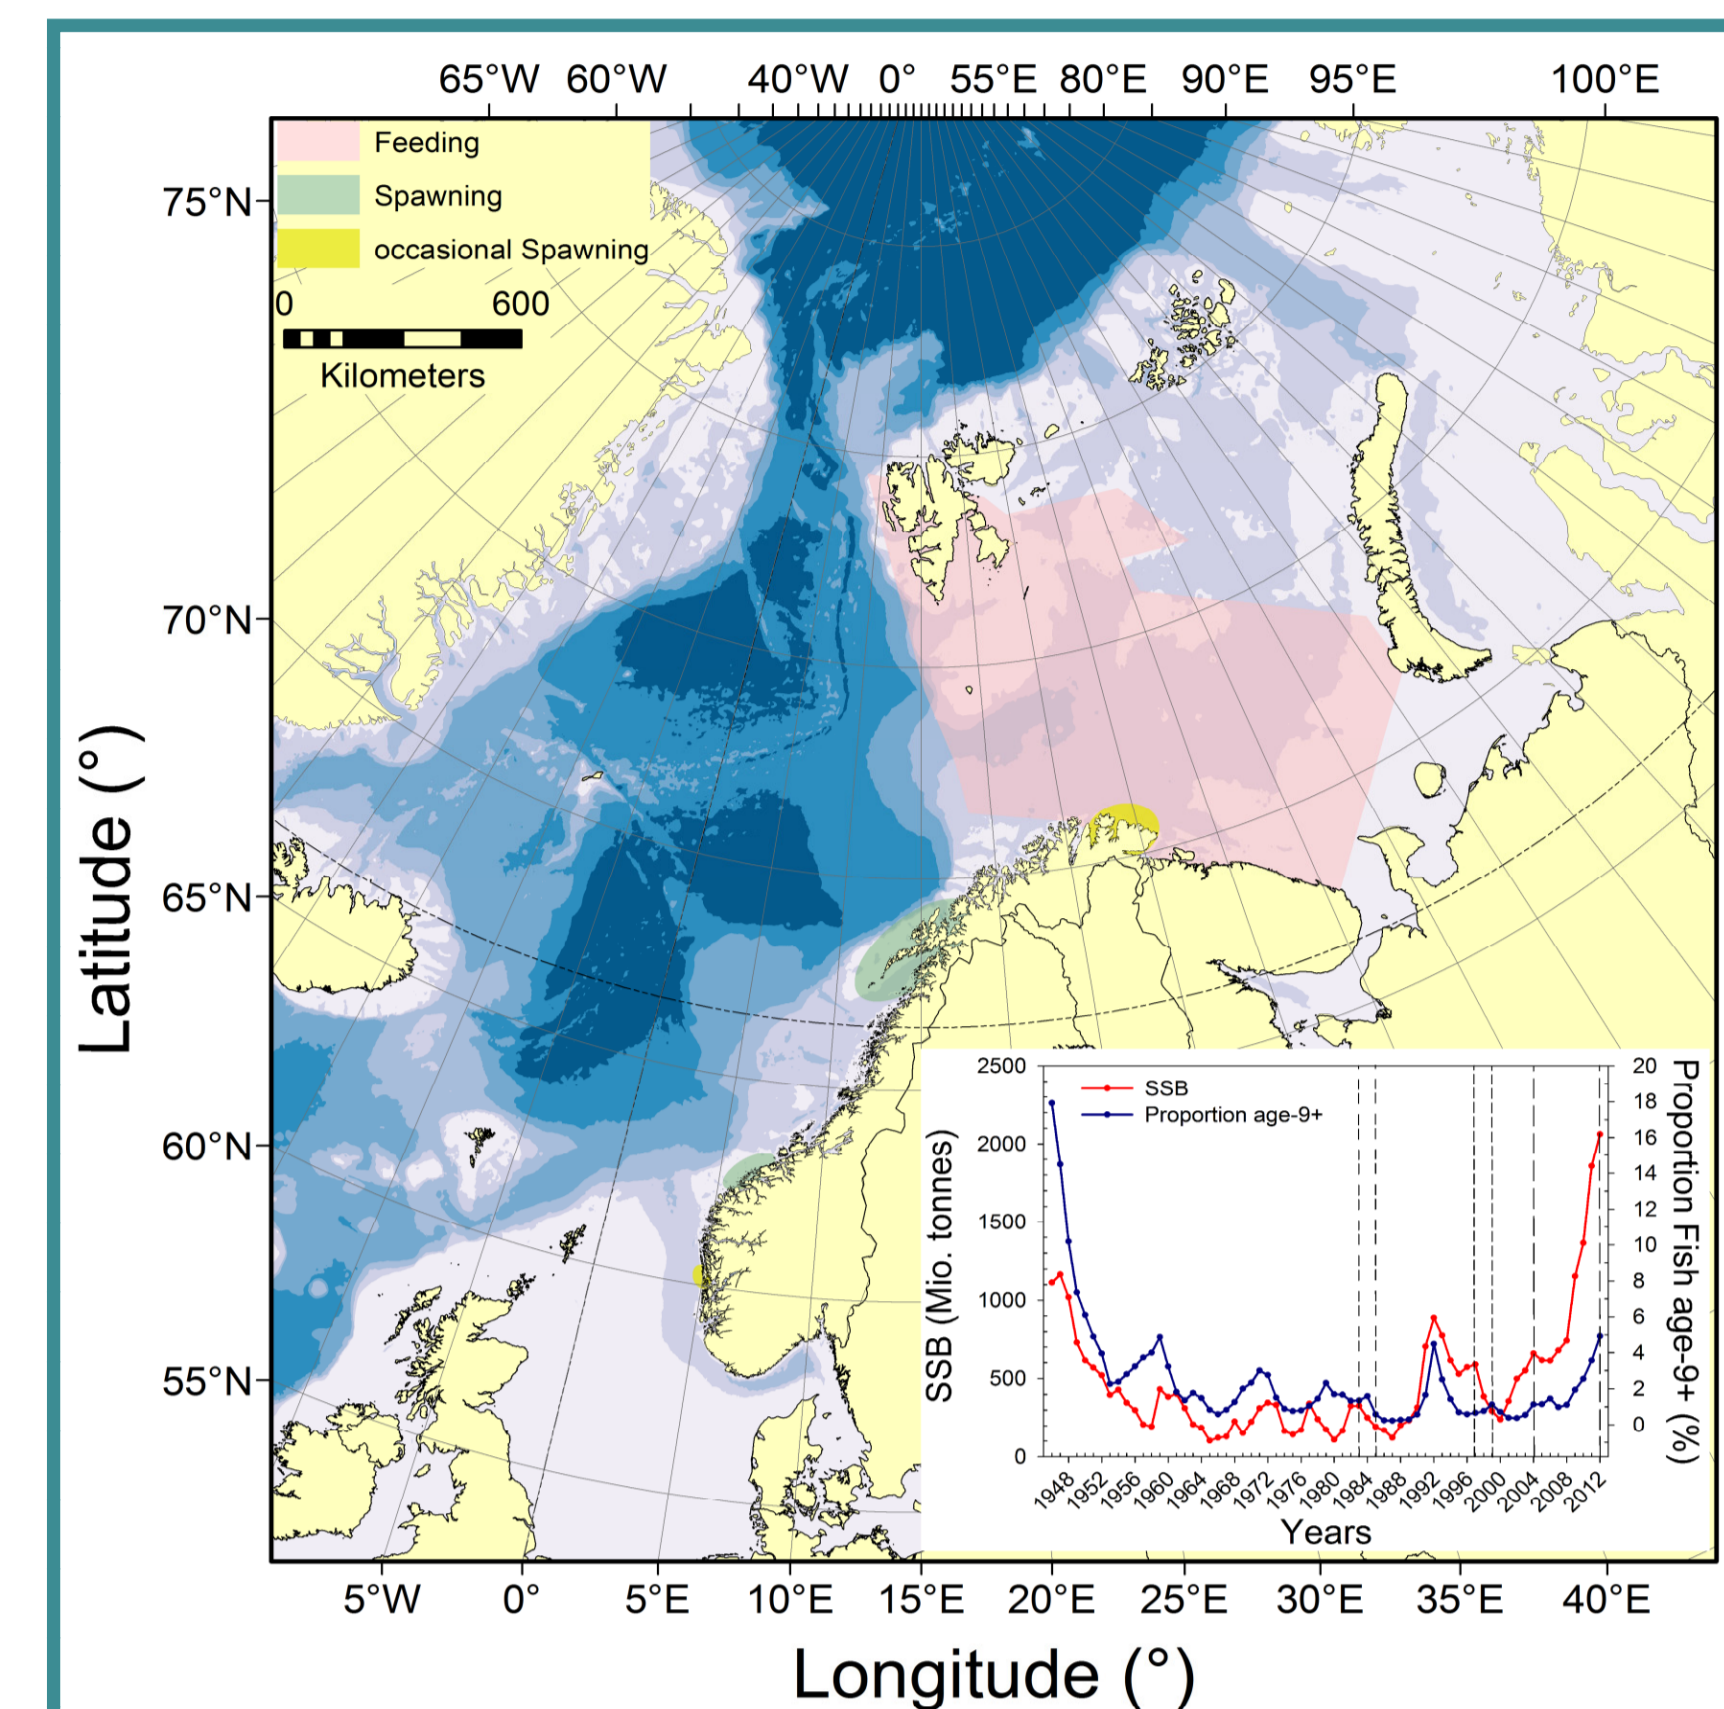 65°W 60°W 40°W 0° 55°E 80°E 90°E 95°E 100°E
Feeding
Spawning
occasional Spawning
0 600
Kilometers
75°N
70°N
65°N
60°N
55°N
Latitude (°)
2500
2000
1500
1000
500
0
SSB (Mio. tonnes)
SSB
Proportion age-9+
20
18
16
14
12
10
8
6
4
2
0
Proportion Fish age-9+ (%)
1948 1952 1956 1960 1964 1968 1972 1976 1980 1984 1988 1992 1996 2000 2004 2008 2012
Years
5°W 0° 5°E 10°E 15°E 20°E 25°E 30°E 35°E 40°E
Longitude (°)